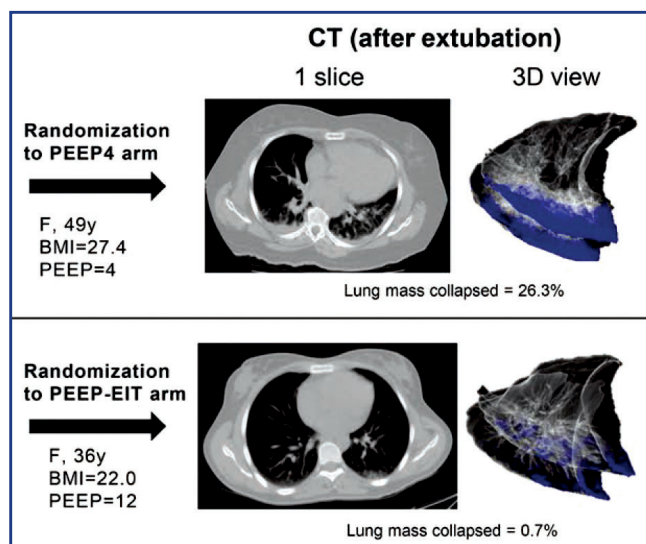 CT (after extubation)
1 slice
3D view
Randomization
to PEEP4 arm
F, 49y
BMI=27.4
PEEP=4
Lung mass collapsed = 26.3%
Randomization
to PEEP-EIT arm
F, 36y
BMI=22.0
PEEP=12
Lung mass collapsed = 0.7%